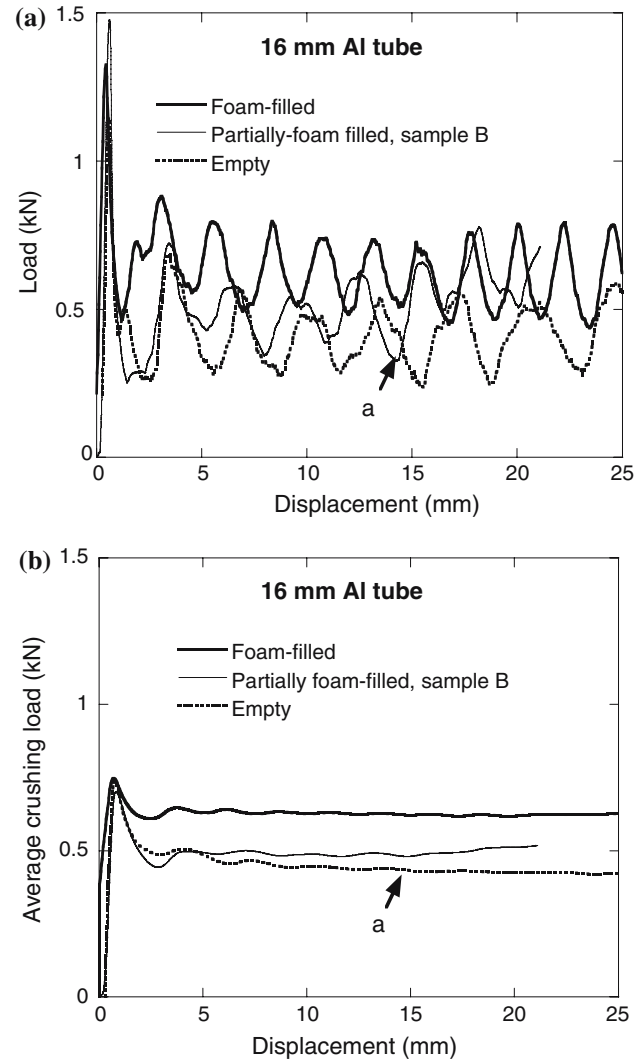 (a)
1.5
1
0.5
0
Load (kN)
16 mm Al tube
Foam-filled
Partially-foam filled, sample B
Empty
a
0 5 10 15 20 25
Displacement (mm)
(b)
1.5
1
0.5
0
Average crushing load (kN)
16 mm Al tube
Foam-filled
Partially foam-filled, sample B
Empty
a
0 5 10 15 20 25
Displacement (mm)